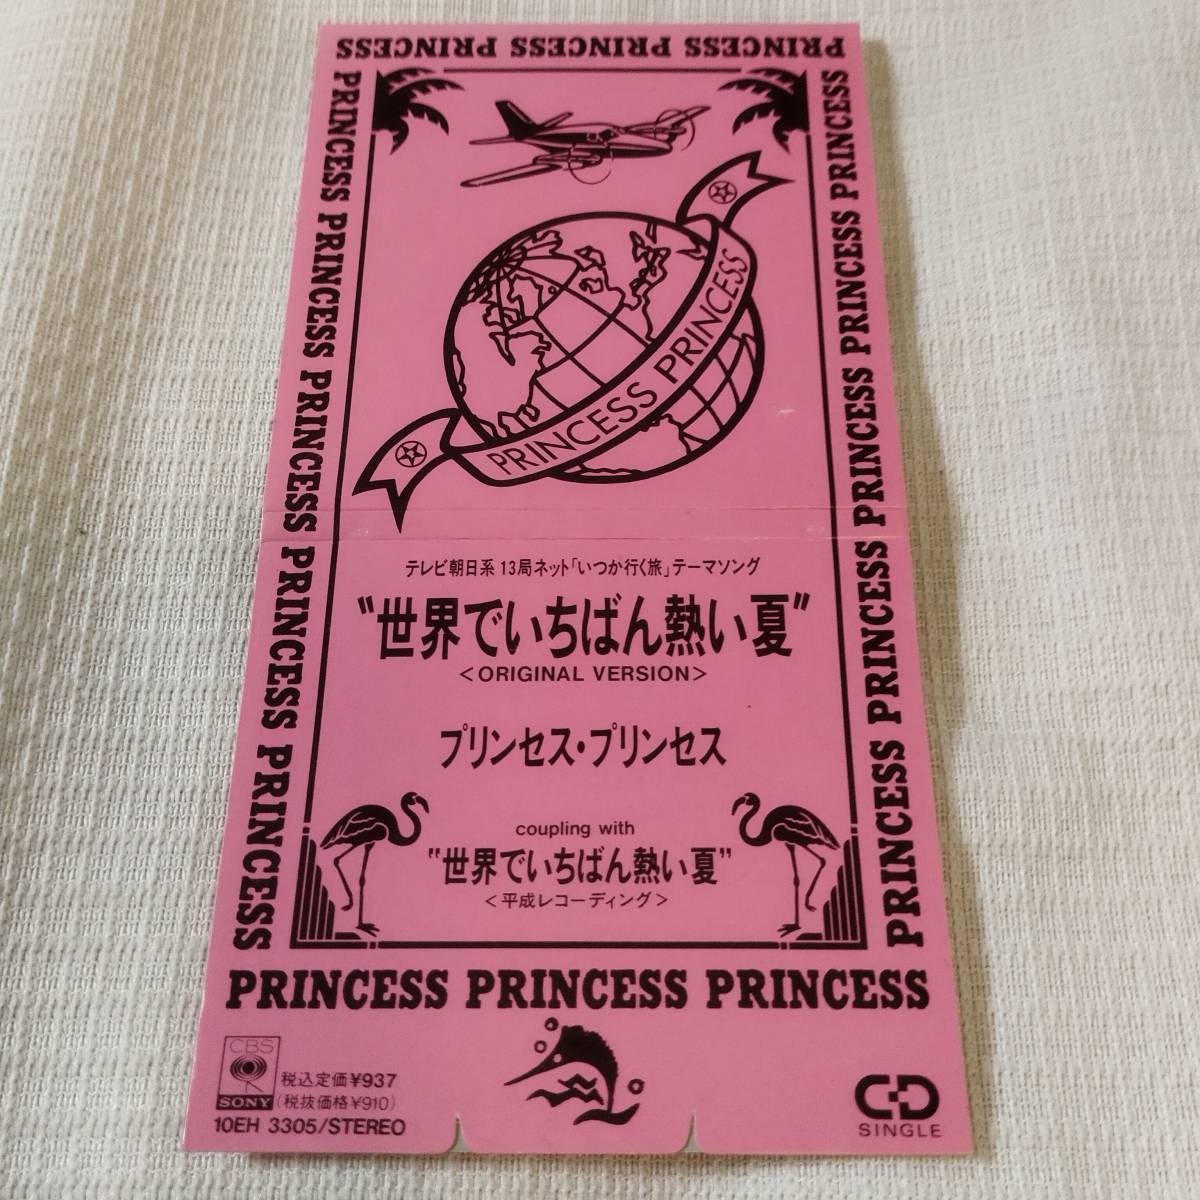 PRINCESS PRINCESS PRINCESS
PRINCESS PRINCESS PRINCESS PRINCESS PRINCESS
PRINCESS PRINCESS PRINCESS PRINCESS PRINCESS
PRINCESS PRINCESS
テレビ朝日系13局ネット「いつか行く旅」テーマソング
"世界でいちばん熱い夏"
<ORIGINAL VERSION>
プリンセス・プリンセス
coupling with
"世界でいちばん熱い夏"
<平成レコーディング>
PRINCESS PRINCESS PRINCESS
CBS
SONY
税込定価¥937
(税抜価格¥910)
10EH 3305/STEREO
CD
SINGLE